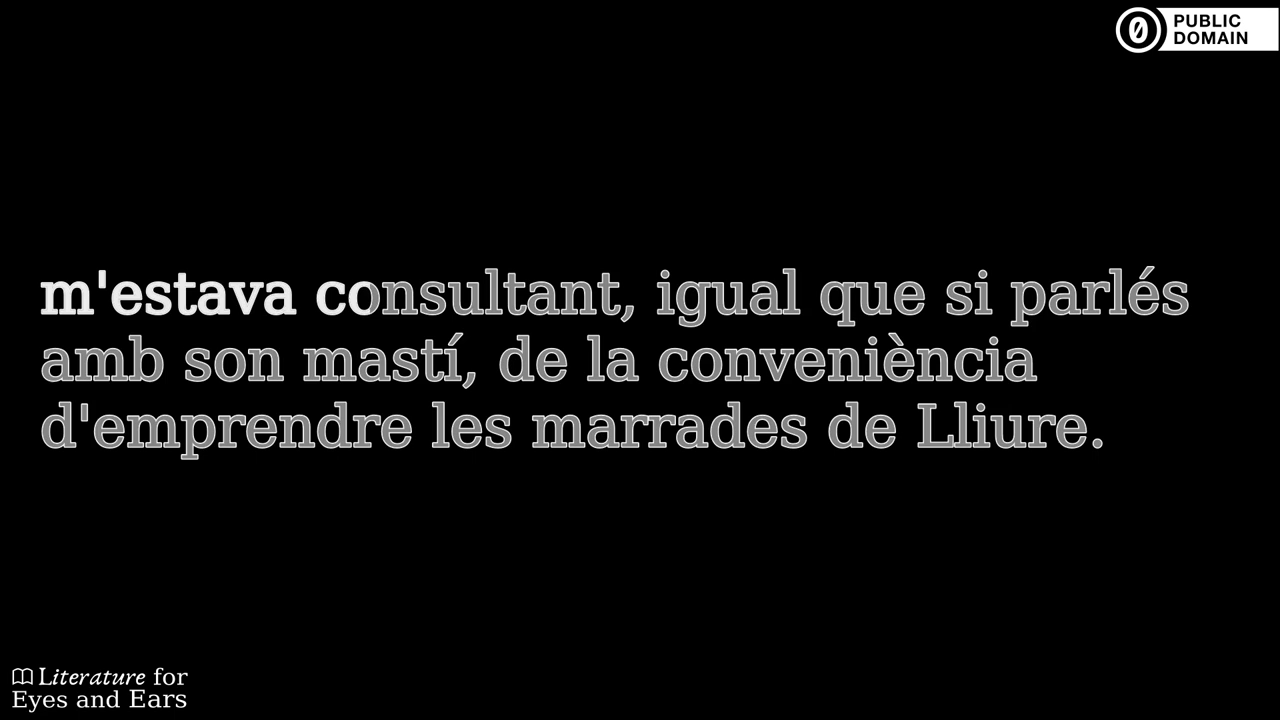 PUBLIC
DOMAIN
m'estava consultant, igual que si parlés
amb son mastí, de la conveniència
d'emprendre les marrades de Lliure.
Literature for
Eyes and Ears